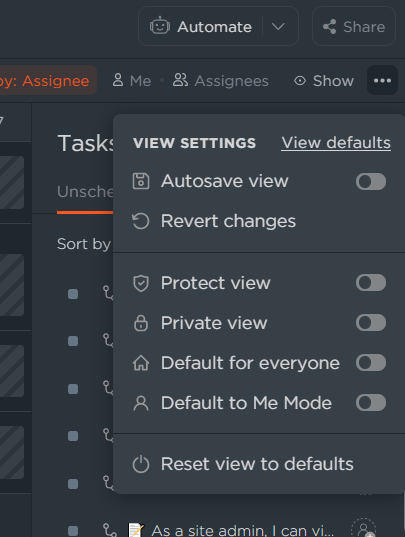 Automate
Share
by: Assignee
Me
Assignees
Show
7
Tasks
VIEW SETTINGS
View defaults
Unsche
Autosave view
Revert changes
Sort by
Protect view
Private view
Default for everyone
Default to Me Mode
Reset view to defaults
As a site admin, I can vi...